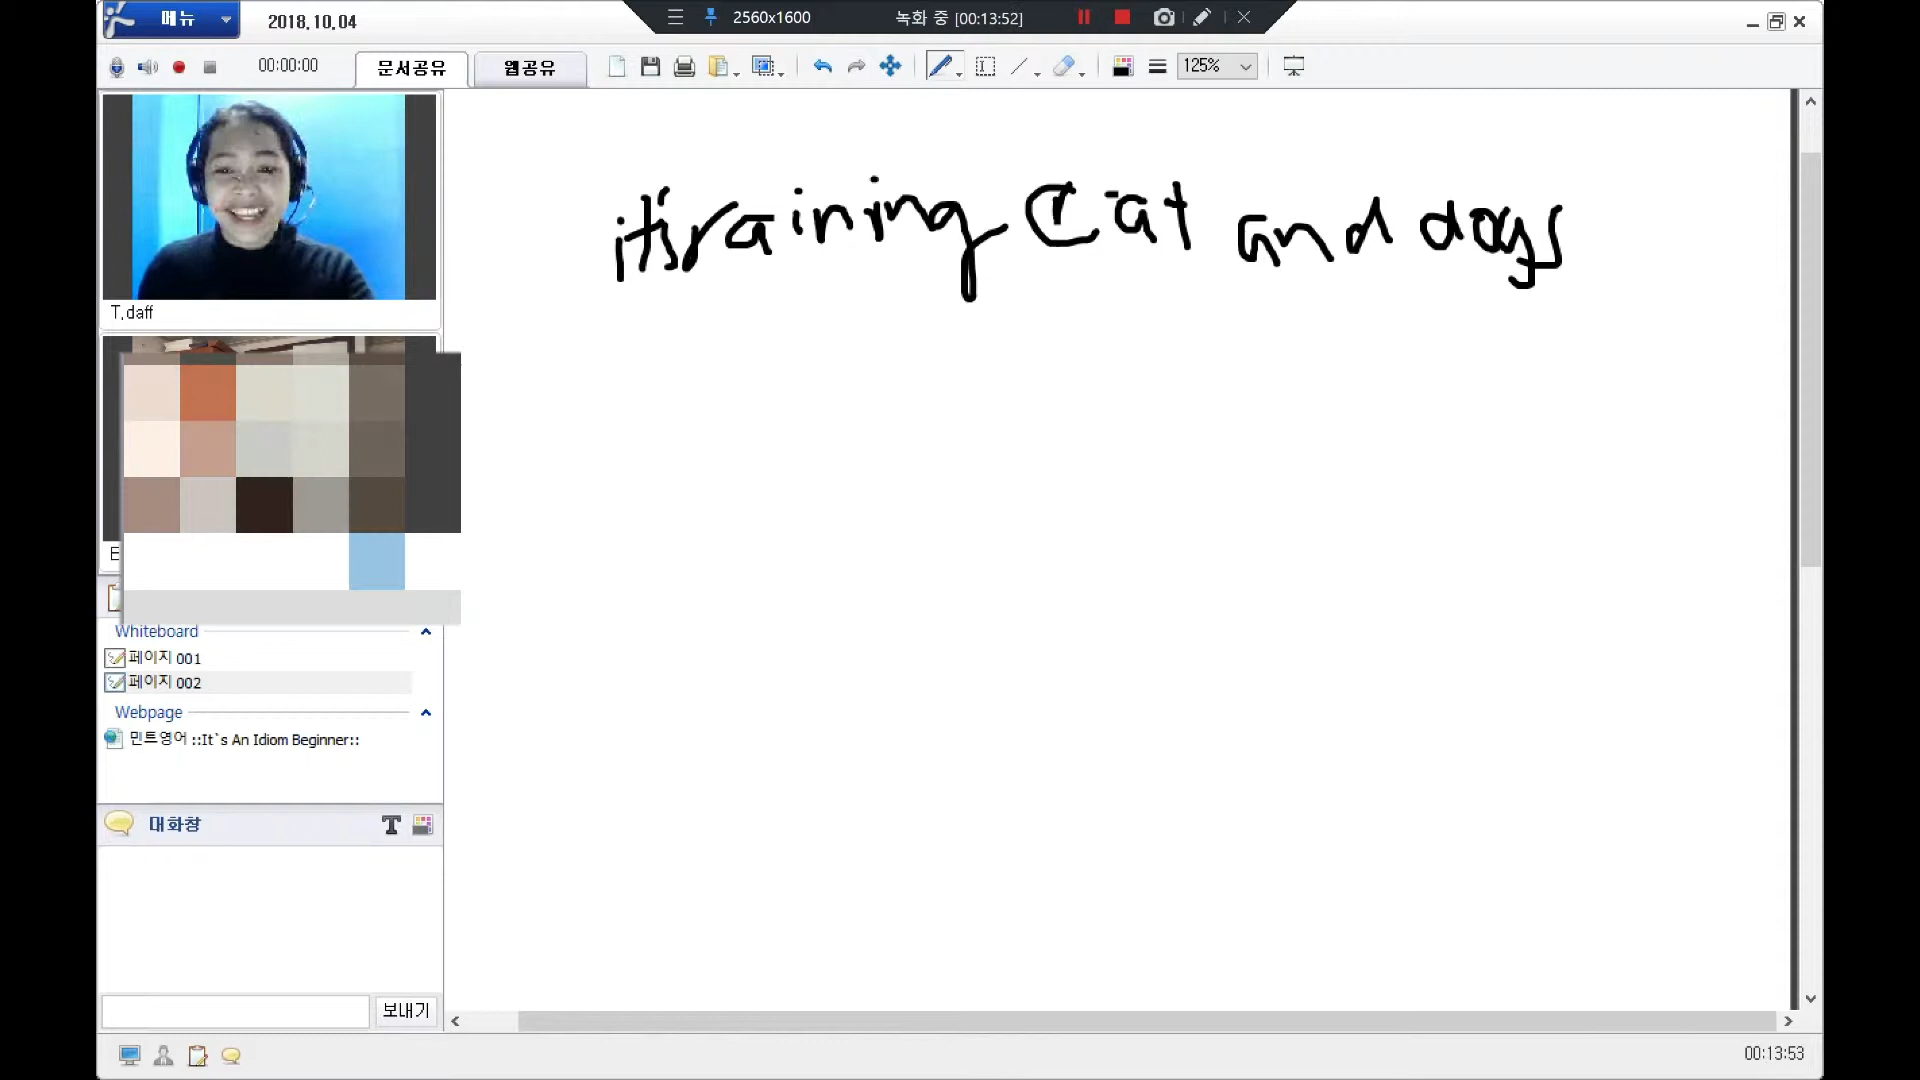 메뉴 2018.10.04 2560x1600 녹화 중 [00:13:52]
00:00:00 문서공유 웹공유 125%
T.daff
it's raining Cat and dogs
E
Whiteboard
페이지 001
페이지 002
Webpage
민트영어 ::It`s An Idiom Beginner::
대화창 T
보내기
00:13:53